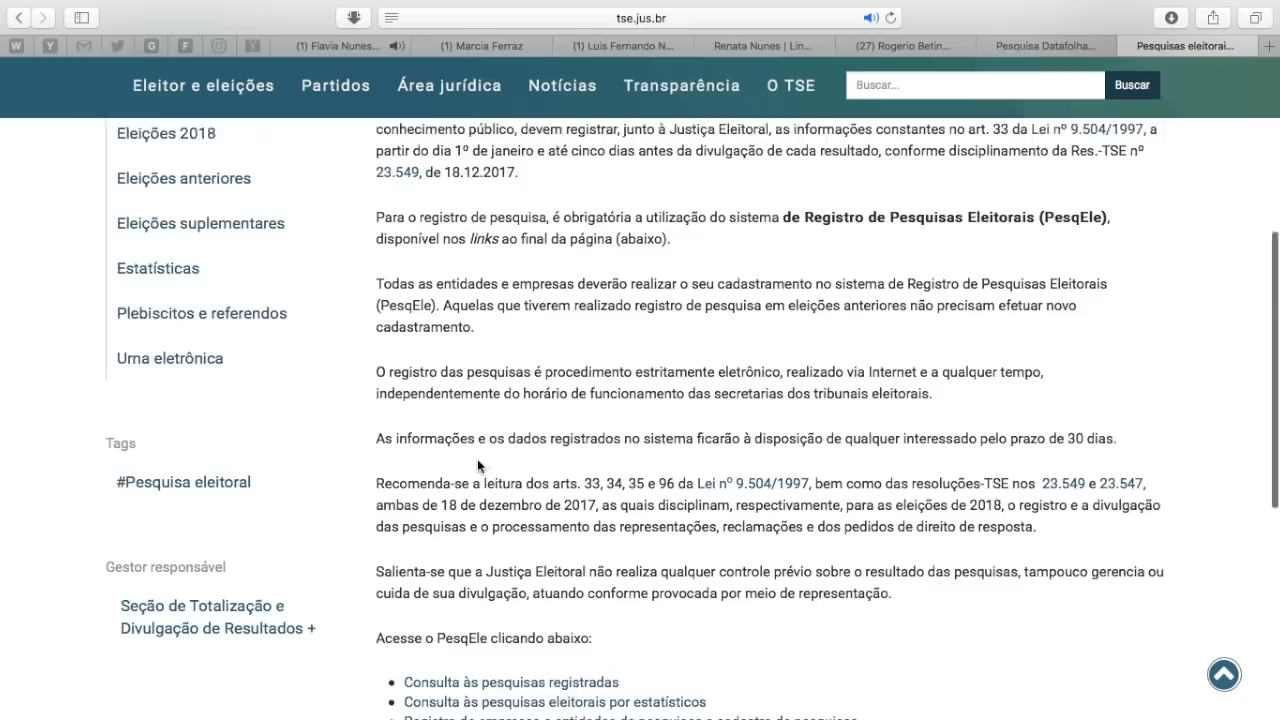 tse.jus.br
W Y G F Y (1) Flavia Nunes... (1) Marcia Ferraz (1) Luis Fernando N... Renata Nunes | Lin... (27) Rogerio Betin... Pesquisa Datafolha... Pesquisas eleitorai...
Eleitor e eleições Partidos Área jurídica Notícias Transparência O TSE Buscar... Buscar
Eleições 2018
Eleições anteriores
Eleições suplementares
Estatísticas
Plebiscitos e referendos
Urna eletrônica
Tags
#Pesquisa eleitoral
Gestor responsável
Seção de Totalização e
Divulgação de Resultados +
conhecimento público, devem registrar, junto à Justiça Eleitoral, as informações constantes no art. 33 da Lei nº 9.504/1997, a
partir do dia 1º de janeiro e até cinco dias antes da divulgação de cada resultado, conforme disciplinamento da Res.-TSE nº
23.549, de 18.12.2017.
Para o registro de pesquisa, é obrigatória a utilização do sistema de Registro de Pesquisas Eleitorais (PesqEle),
disponível nos links ao final da página (abaixo).
Todas as entidades e empresas deverão realizar o seu cadastramento no sistema de Registro de Pesquisas Eleitorais
(PesqEle). Aquelas que tiverem realizado registro de pesquisa em eleições anteriores não precisam efetuar novo
cadastramento.
O registro das pesquisas é procedimento estritamente eletrônico, realizado via Internet e a qualquer tempo,
independentemente do horário de funcionamento das secretarias dos tribunais eleitorais.
As informações e os dados registrados no sistema ficarão à disposição de qualquer interessado pelo prazo de 30 dias.
Recomenda-se a leitura dos arts. 33, 34, 35 e 96 da Lei nº 9.504/1997, bem como das resoluções-TSE nos 23.549 e 23.547,
ambas de 18 de dezembro de 2017, as quais disciplinam, respectivamente, para as eleições de 2018, o registro e a divulgação
das pesquisas e o processamento das representações, reclamações e dos pedidos de direito de resposta.
Salienta-se que a Justiça Eleitoral não realiza qualquer controle prévio sobre o resultado das pesquisas, tampouco gerencia ou
cuida de sua divulgação, atuando conforme provocada por meio de representação.
Acesse o PesqEle clicando abaixo:
• Consulta às pesquisas registradas
• Consulta às pesquisas eleitorais por estatísticos
• Registro de empresas e entidades de pesquisas e cadastro de pesquisas